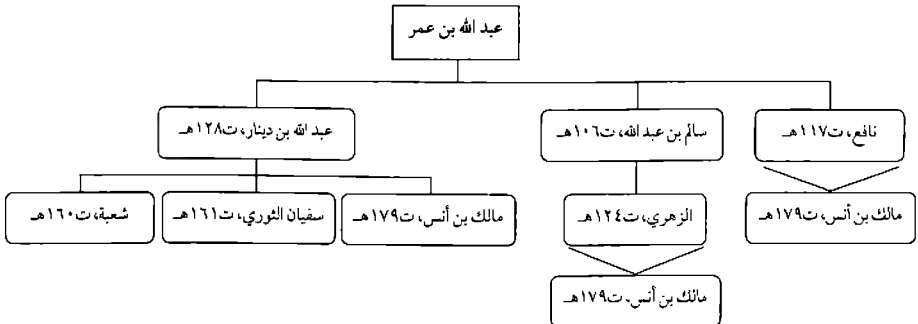 عبد الله بن عمر
نافع، ت١١٧هـ
سالم بن عبد الله، ت١٠٦هـ
عبد الله بن دينار، ت١٢٨هـ
مالك بن أنس، ت١٧٩هـ
الزهري، ت١٢٤هـ
مالك بن أنس، ت١٧٩هـ
سفيان الثوري، ت١٦١هـ
شعبة، ت١٦٠هـ
مالك بن أنس، ت١٧٩هـ